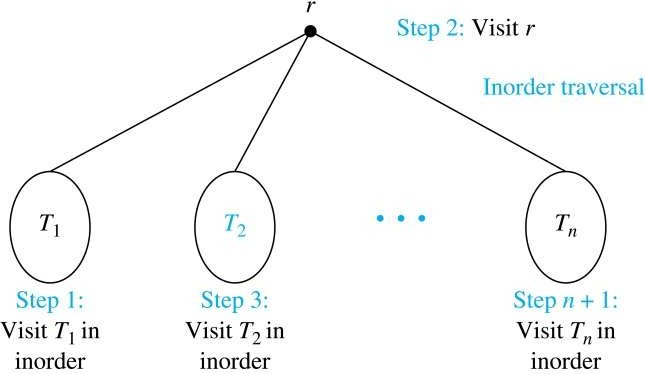 r
Step 2: Visit r
Inorder traversal
T1
T2
...
Tn
Step 1:
Visit T1 in
inorder
Step 3:
Visit T2 in
inorder
Step n + 1:
Visit Tn in
inorder